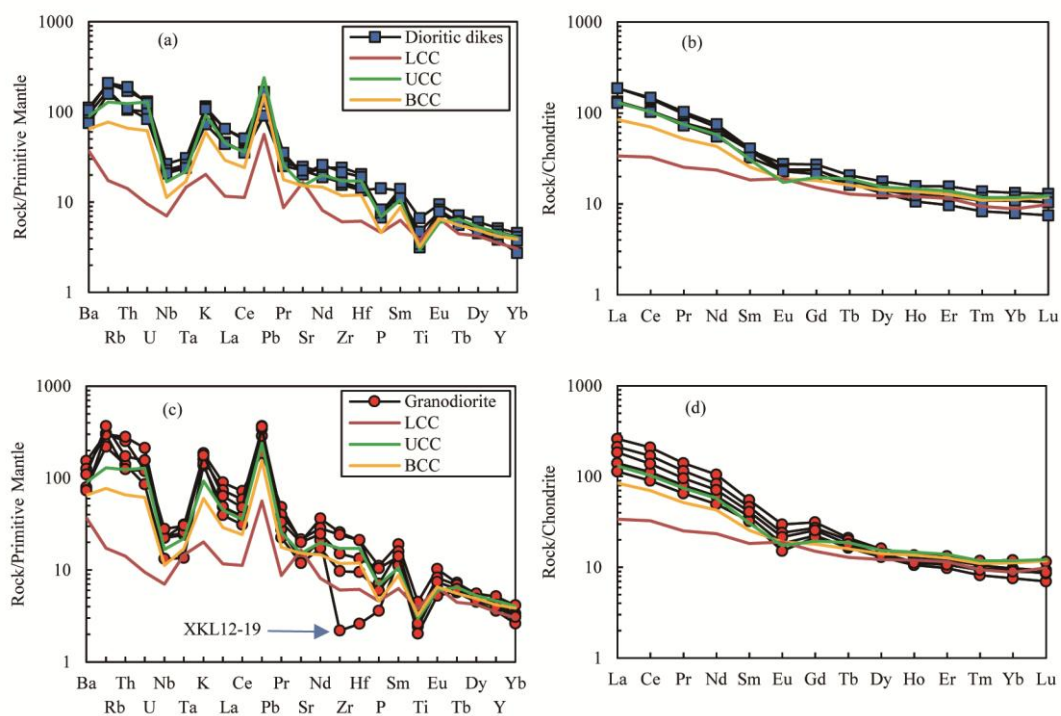 1000
100
10
1
Rock/Primitive Mantle
(a)
Dioritic dikes
LCC
UCC
BCC
Ba Th Nb K Ce Pr Nd Hf Sm Eu Dy Yb
Rb U Ta La Pb Sr Zr P Ti Tb Y
1000
100
10
1
Rock/Chondrite
(b)
La Ce Pr Nd Sm Eu Gd Tb Dy Ho Er Tm Yb Lu
1000
100
10
1
Rock/Primitive Mantle
(c)
Granodiorite
LCC
UCC
BCC
XKL12-19
Ba Th Nb K Ce Pr Nd Hf Sm Eu Dy Yb
Rb U Ta La Pb Sr Zr P Ti Tb Y
1000
100
10
1
Rock/Chondrite
(d)
La Ce Pr Nd Sm Eu Gd Tb Dy Ho Er Tm Yb Lu